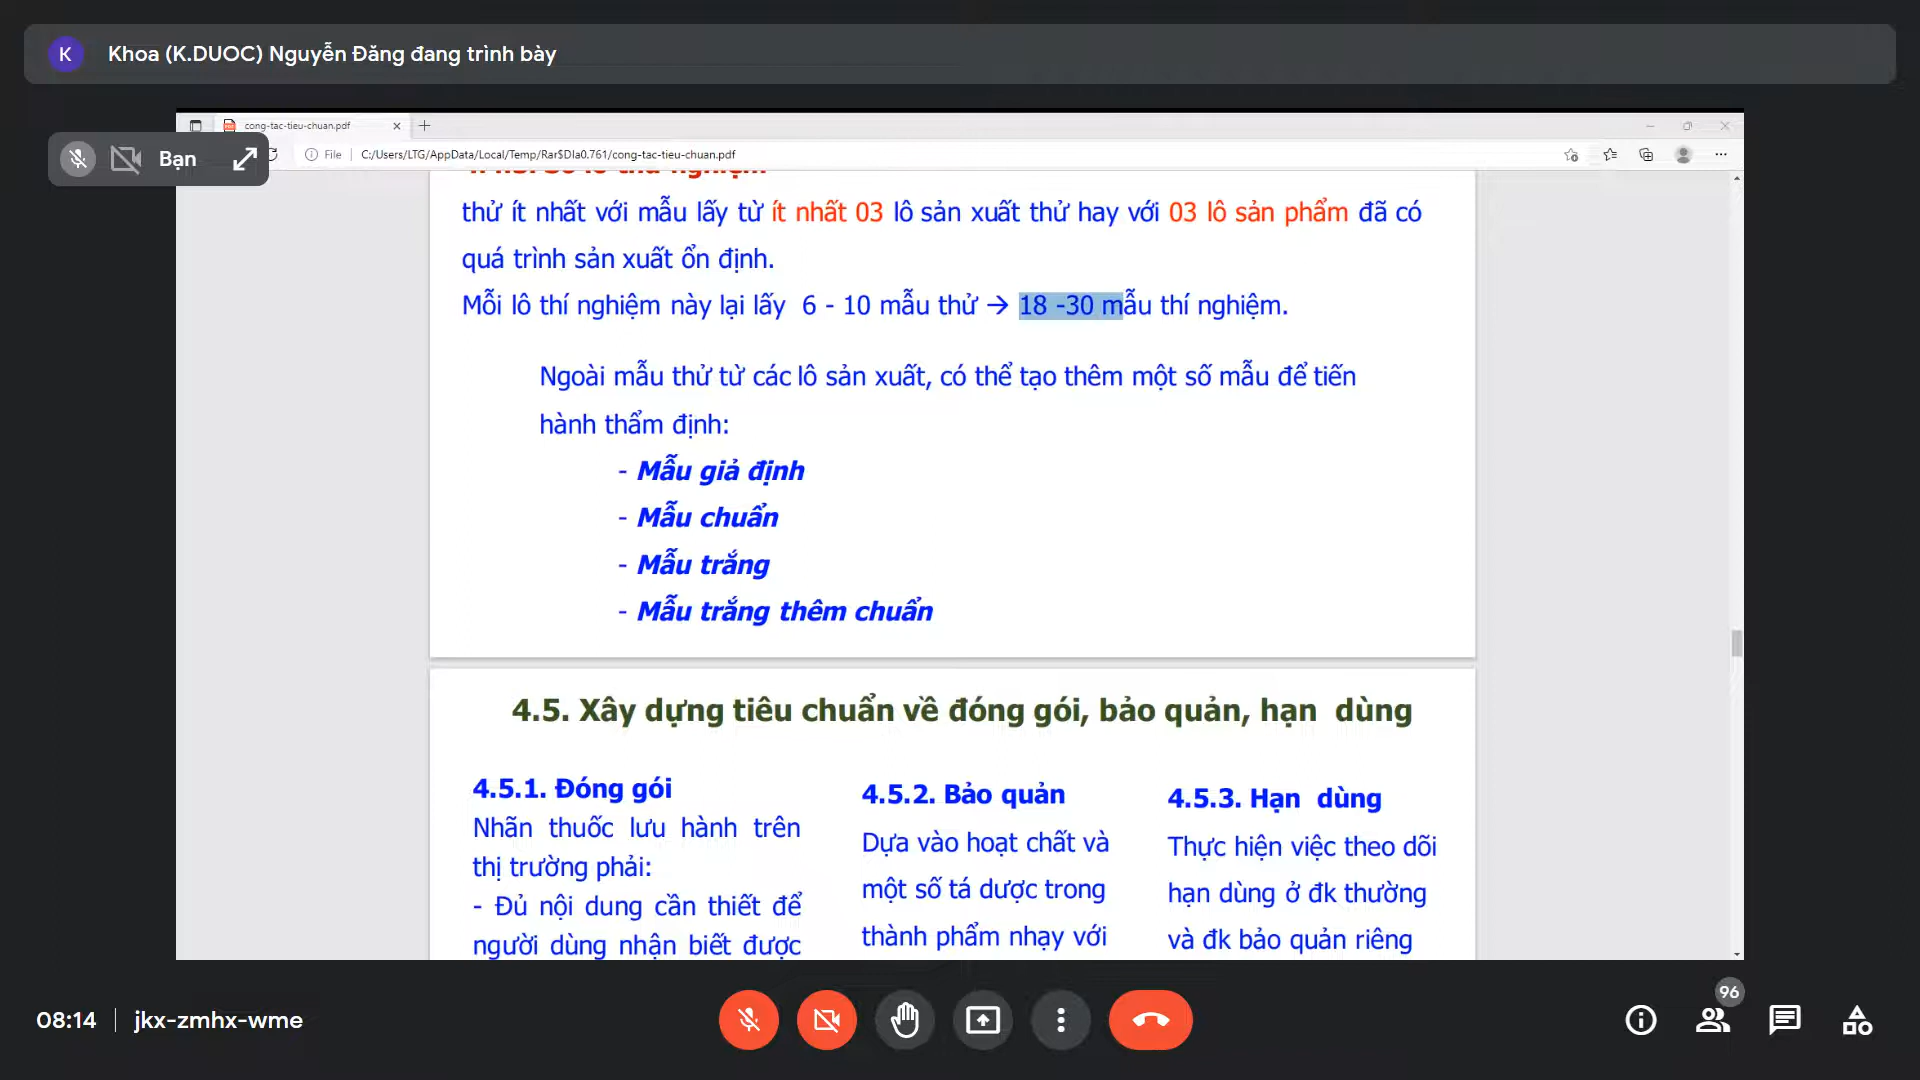 K Khoa (K.DUOC) Nguyễn Đăng đang trình bày
cong-tac-tieu-chuan.pdf
Bạn
File C:/Users/LTG/AppData/Local/Temp/Rar$DIa0.761/cong-tac-tieu-chuan.pdf
thử ít nhất với mẫu lấy từ ít nhất 03 lô sản xuất thử hay với 03 lô sản phẩm đã có
quá trình sản xuất ổn định.
Mỗi lô thí nghiệm này lại lấy 6 - 10 mẫu thử → 18 -30 mẫu thí nghiệm.
Ngoài mẫu thử từ các lô sản xuất, có thể tạo thêm một số mẫu để tiến
hành thẩm định:
- Mẫu giả định
- Mẫu chuẩn
- Mẫu trắng
- Mẫu trắng thêm chuẩn
4.5. Xây dựng tiêu chuẩn về đóng gói, bảo quản, hạn dùng
4.5.1. Đóng gói
Nhãn thuốc lưu hành trên
thị trường phải:
- Đủ nội dung cần thiết để
người dùng nhận biết được
4.5.2. Bảo quản
Dựa vào hoạt chất và
một số tá dược trong
thành phẩm nhạy với
4.5.3. Hạn dùng
Thực hiện việc theo dõi
hạn dùng ở đk thường
và đk bảo quản riêng
08:14 jkx-zmhx-wme
96